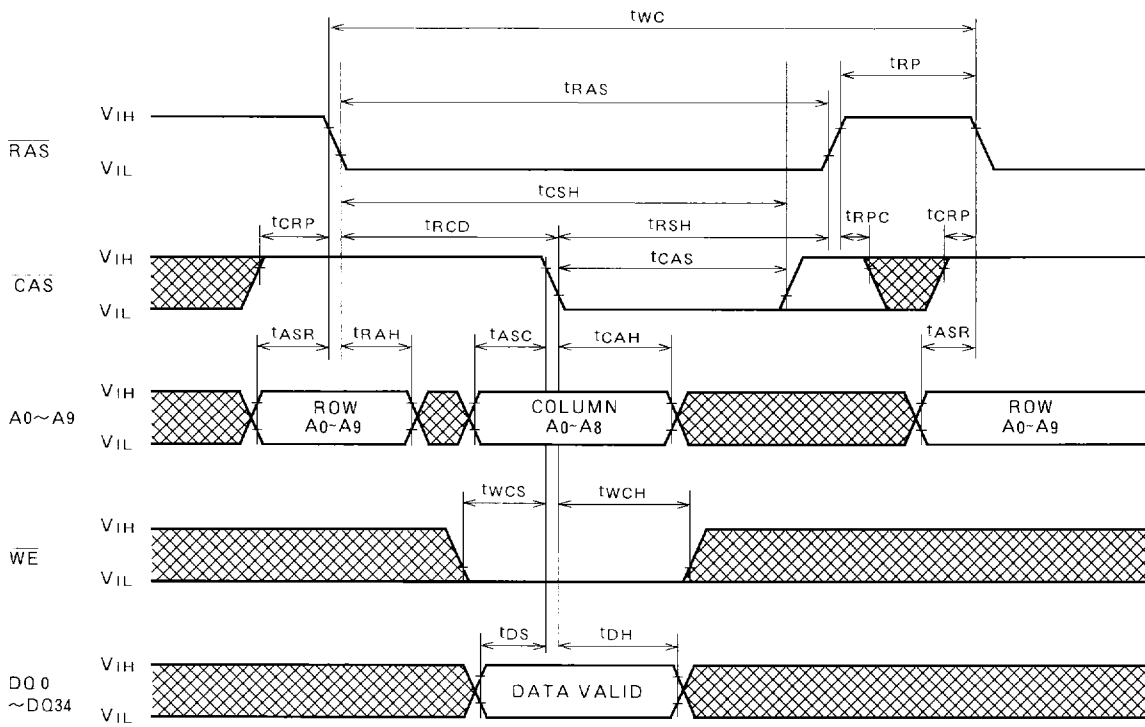 tWC
tRP
tRAS
VIH
RAS
VIL
tCSH
tCRP
tRCD
tRSH
tRPC
tCRP
VIH
tCAS
CAS
VIL
tASR
tRAH
tASC
tCAH
tASR
VIH
A0~A9
ROW
A0~A9
COLUMN
A0~A8
ROW
A0~A9
VIL
tWCS
tWCH
VIH
WE
VIL
tDS
tDH
VIH
DQ0
~DQ34
DATA VALID
VIL